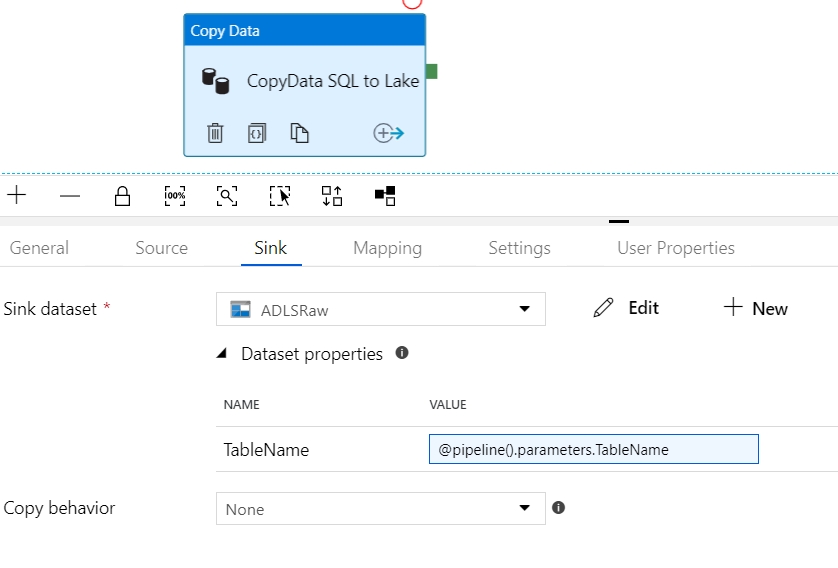 Copy Data
CopyData SQL to Lake
100%
General Source Sink Mapping Settings User Properties
Sink dataset * ADLSRaw Edit New
Dataset properties
NAME VALUE
TableName @pipeline().parameters.TableName
Copy behavior None